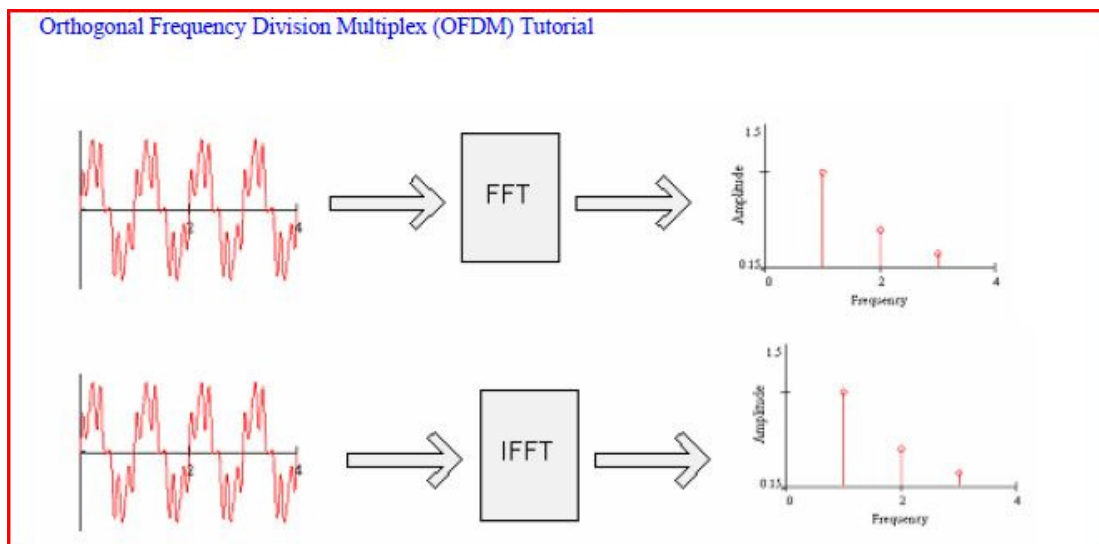 Orthogonal Frequency Division Multiplex (OFDM) Tutorial
2
4
FFT
1.5
Amplitude
0.15
0
2
4
Frequency
2
4
IFFT
1.5
Amplitude
0.15
0
2
4
Frequency